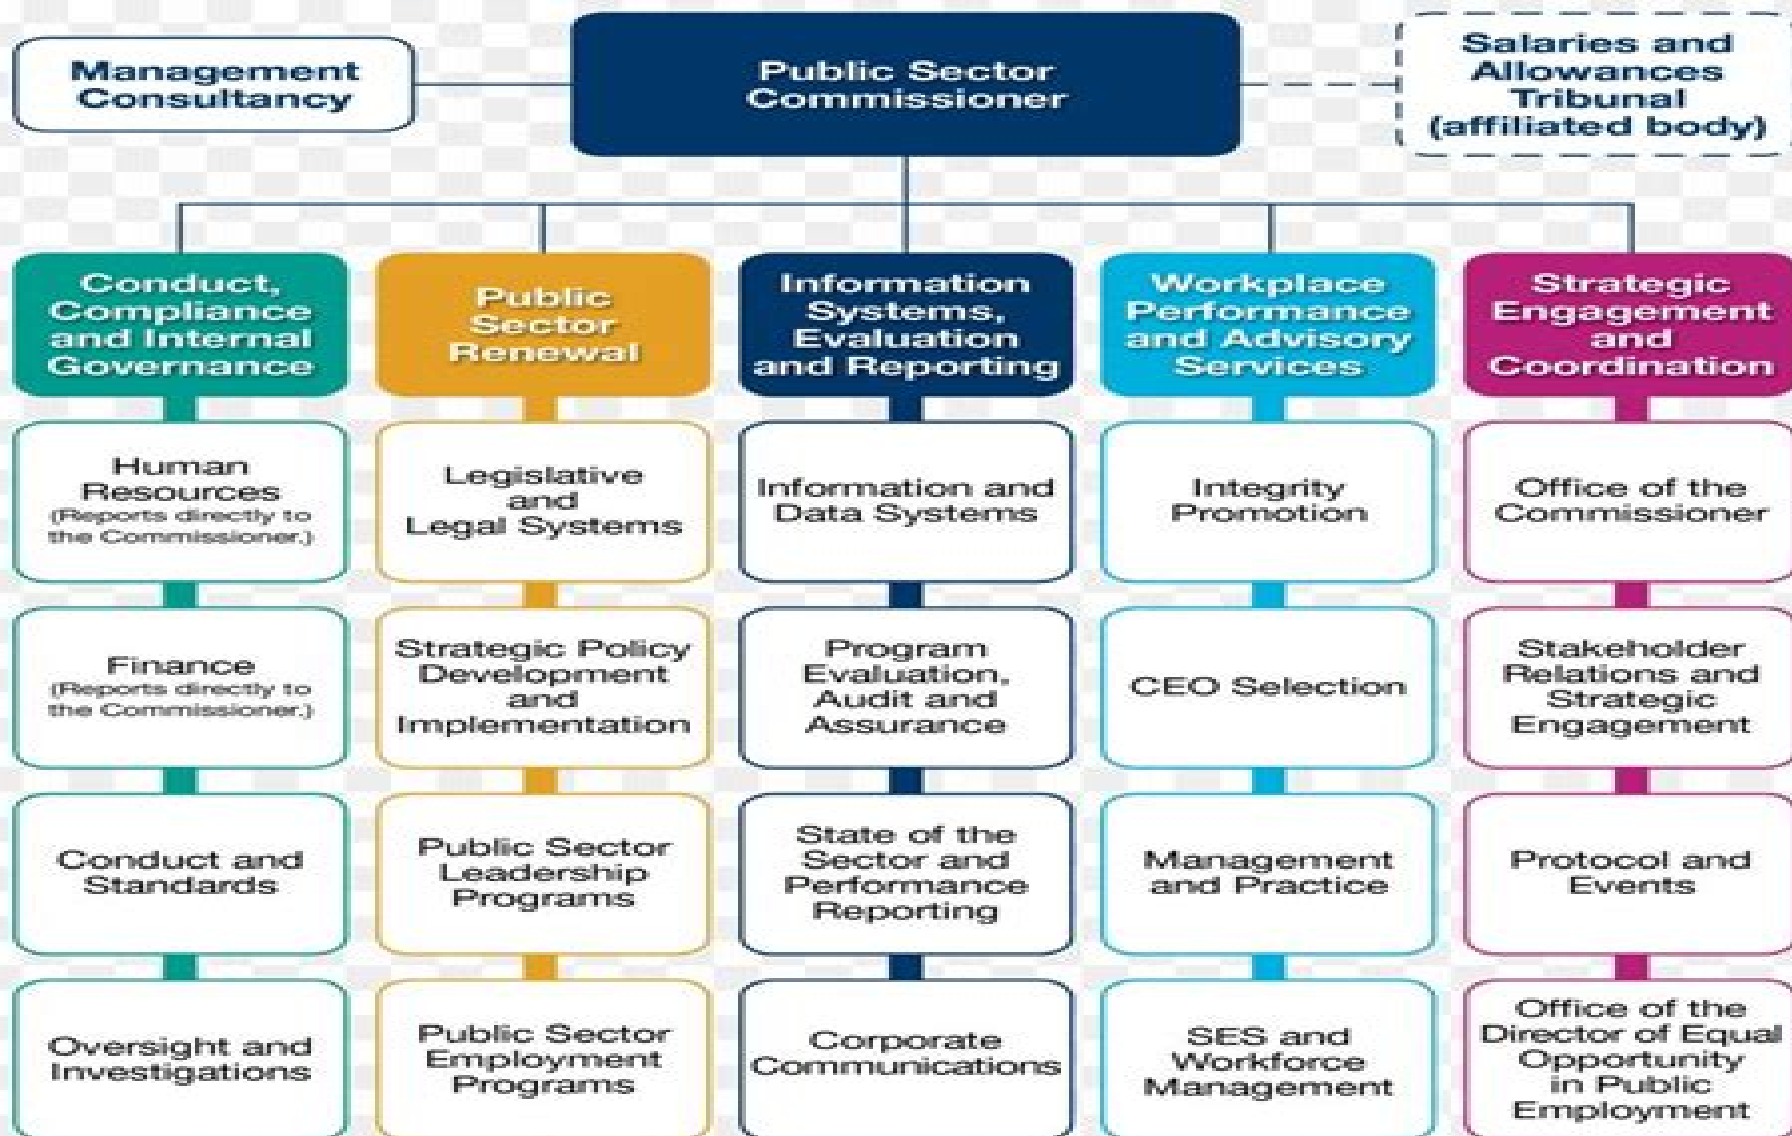 Management
Consultancy
Public Sector
Commissioner
Salaries and
Allowances
Tribunal
(affiliated body)
Conduct,
Compliance
and Internal
Governance
Public
Sector
Renewal
Information
Systems,
Evaluation
and Reporting
Workplace
Performance
and Advisory
Services
Strategic
Engagement
and
Coordination
Human
Resources
(Reports directly to
the Commissioner.)
Legislative
and
Legal Systems
Information and
Data Systems
Integrity
Promotion
Office of the
Commissioner
Finance
(Reports directly to
the Commissioner.)
Strategic Policy
Development
and
Implementation
Program
Evaluation,
Audit and
Assurance
CEO Selection
Stakeholder
Relations and
Strategic
Engagement
Conduct and
Standards
Public Sector
Leadership
Programs
State of the
Sector and
Performance
Reporting
Management
and Practice
Protocol and
Events
Oversight and
Investigations
Public Sector
Employment
Programs
Corporate
Communications
SES and
Workforce
Management
Office of the
Director of Equal
Opportunity
in Public
Employment